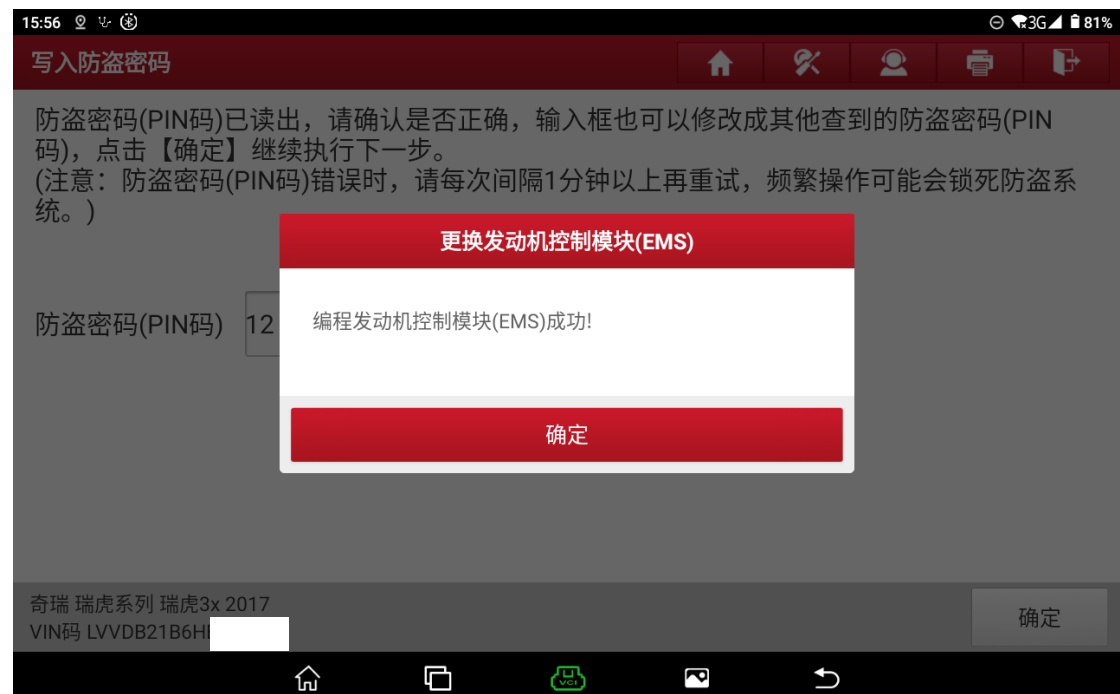 15:56
3G 81%
写入防盗密码
防盗密码(PIN码)已读出，请确认是否正确，输入框也可以修改成其他查到的防盗密码(PIN
码)，点击【确定】继续执行下一步。
(注意：防盗密码(PIN码)错误时，请每次间隔1分钟以上再重试，频繁操作可能会锁死防盗系
统。)
更换发动机控制模块(EMS)
编程发动机控制模块(EMS)成功!
防盗密码(PIN码) 12
确定
奇瑞 瑞虎系列 瑞虎3x 2017
VIN码 LVVDB21B6H
确定
VCI